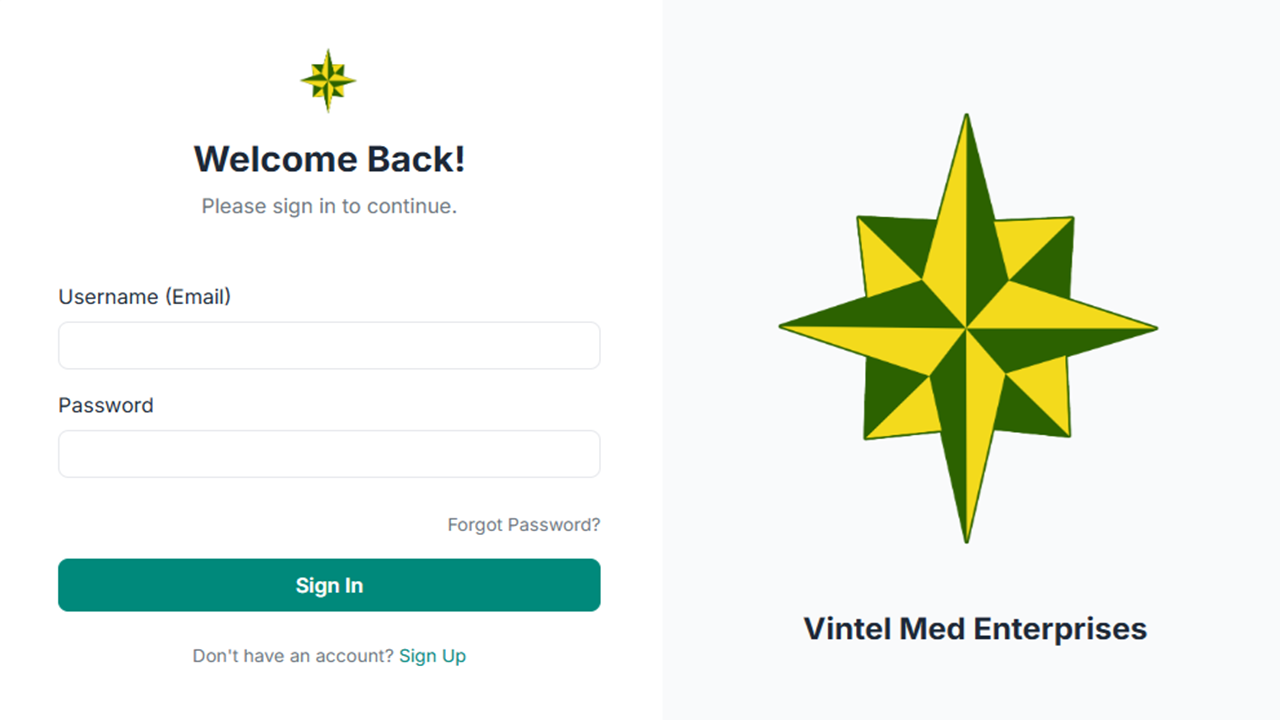 Welcome Back!
Please sign in to continue.
Username (Email)
Password
Forgot Password?
Sign In
Don't have an account? Sign Up
Vintel Med Enterprises